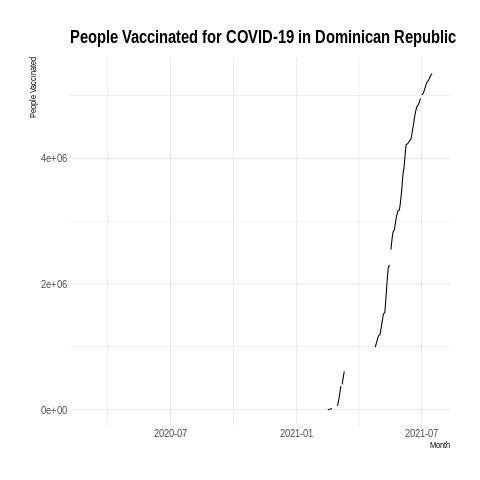 People Vaccinated for COVID-19 in Dominican Republic
People Vaccinated
4e+06
2e+06
0e+00
2020-07
2021-01
2021-07
Month